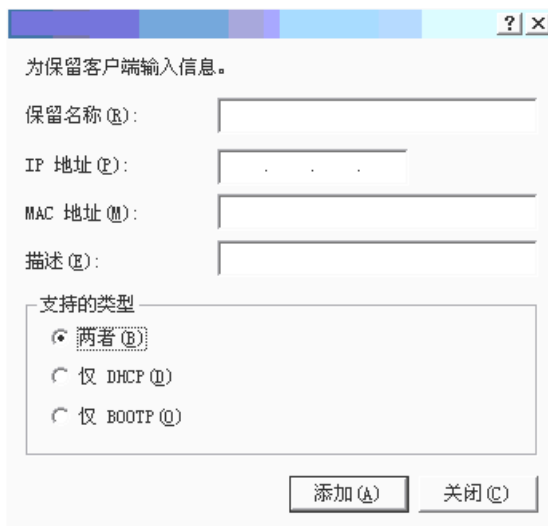 为保留客户端输入信息。
保留名称(R):
IP 地址(P):
MAC 地址(M):
描述(E):
支持的类型
两者(B)
仅 DHCP(D)
仅 BOOTP(O)
添加(A) 关闭(C)